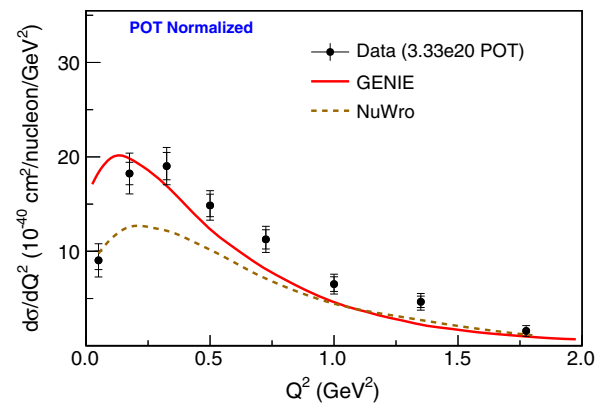 POT Normalized
Data (3.33e20 POT)
GENIE
NuWro
30
20
10
0.0 0.5 1.0 1.5 2.0
Q² (GeV²)
dσ/dQ² (10⁻⁴⁰ cm²/nucleon/GeV²)